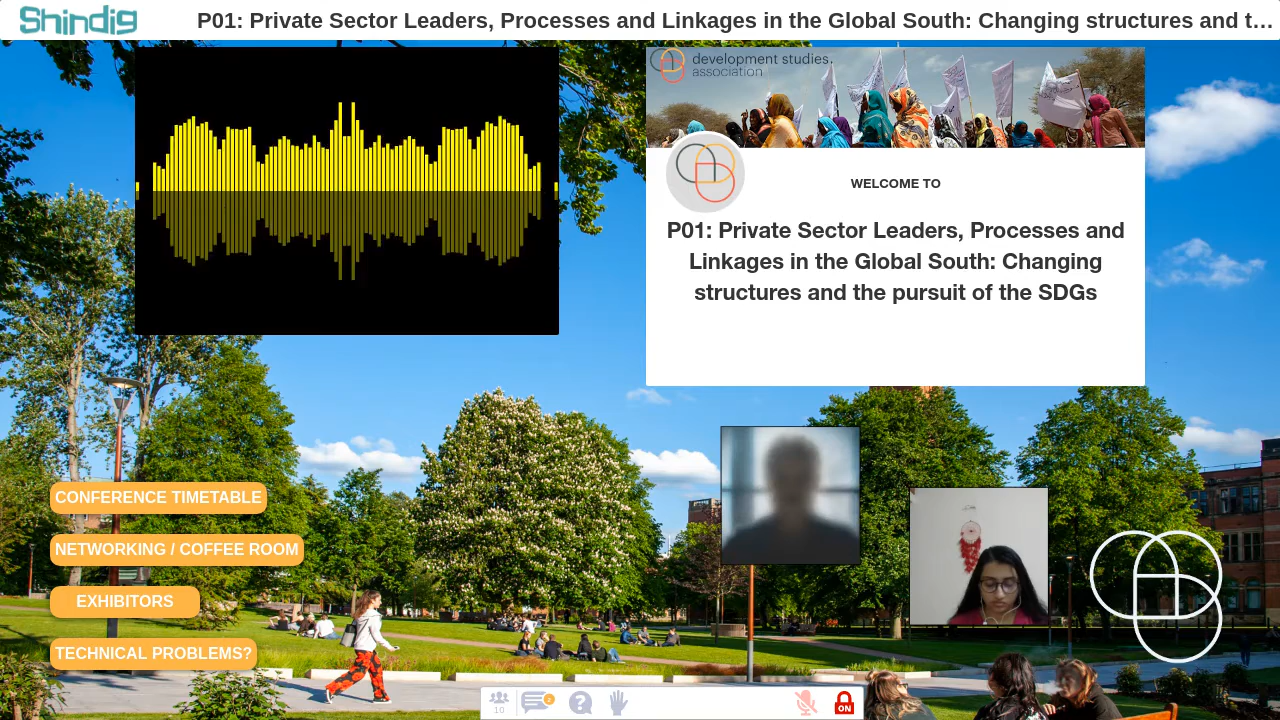 Shindig
P01: Private Sector Leaders, Processes and Linkages in the Global South: Changing structures and t...
development studies
association
WELCOME TO
P01: Private Sector Leaders, Processes and
Linkages in the Global South: Changing
structures and the pursuit of the SDGs
CONFERENCE TIMETABLE
NETWORKING / COFFEE ROOM
EXHIBITORS
TECHNICAL PROBLEMS?
10
ON